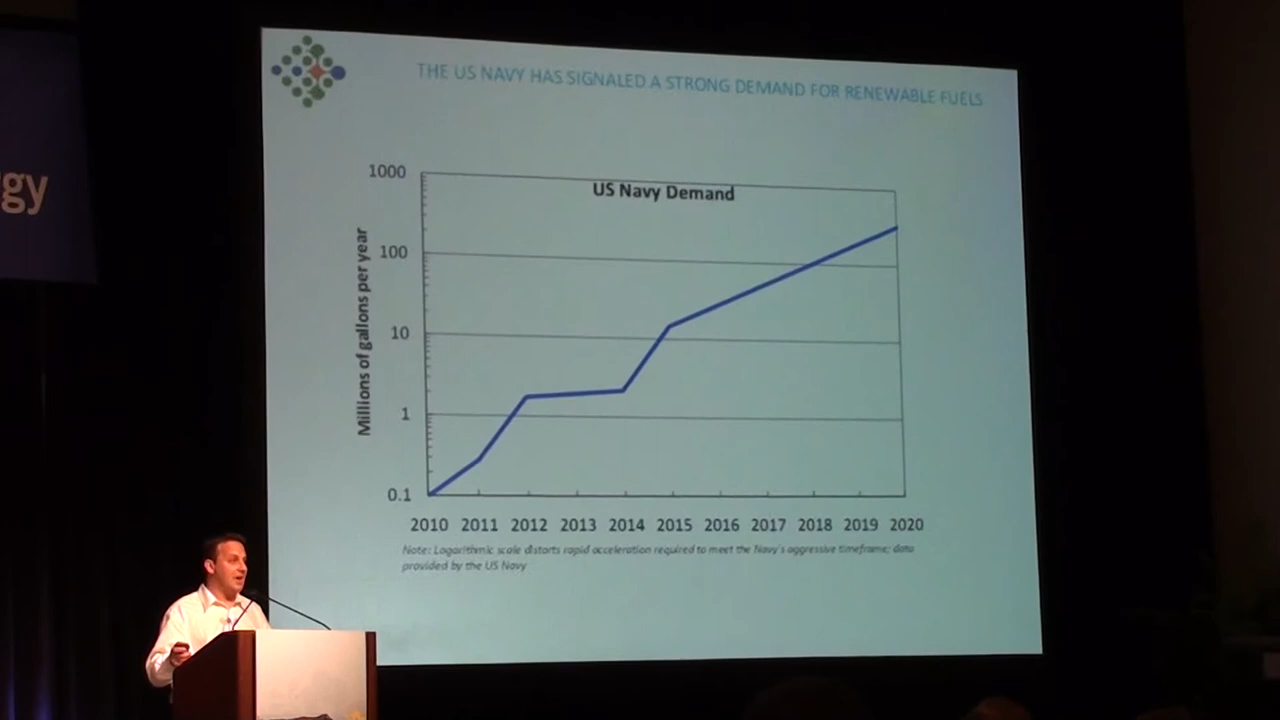 gy
THE US NAVY HAS SIGNALED A STRONG DEMAND FOR RENEWABLE FUELS
US Navy Demand
Millions of gallons per year
1000
100
10
1
0.1
2010 2011 2012 2013 2014 2015 2016 2017 2018 2019 2020
Note: Logarithmic scale distorts rapid acceleration required to meet the Navy's aggressive timeframe; data
provided by the US Navy